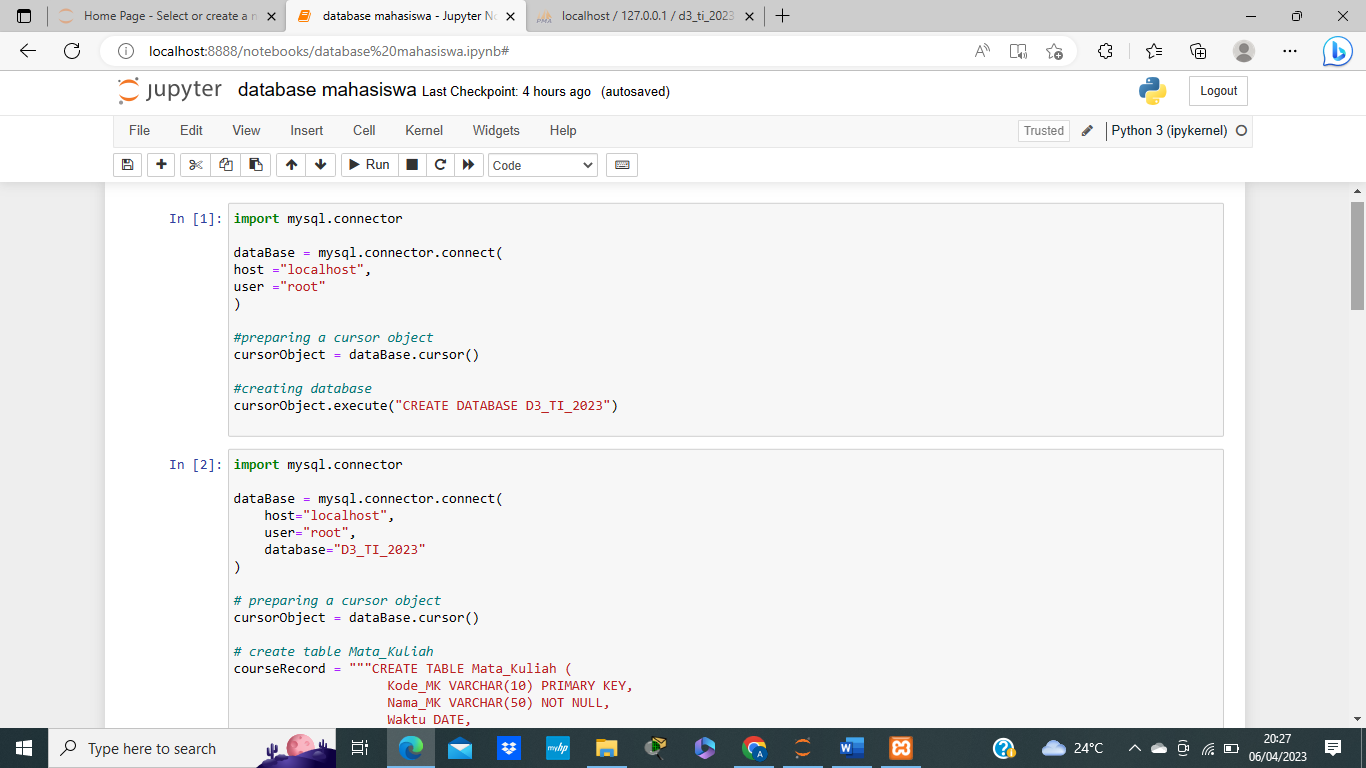 Home Page - Select or create a n
database mahasiswa - Jupyter No
PMA
localhost / 127.0.0.1 / d3_ti_2023
localhost:8888/notebooks/database%20mahasiswa.ipynb#
jupyter database mahasiswa Last Checkpoint: 4 hours ago (autosaved)
Logout
File Edit View Insert Cell Kernel Widgets Help
Trusted
Python 3 (ipykernel)
Run
Code
In [1]:
import mysql.connector
dataBase = mysql.connector.connect(
host ="localhost",
user ="root"
)
#preparing a cursor object
cursorObject = dataBase.cursor()
#creating database
cursorObject.execute("CREATE DATABASE D3_TI_2023")
In [2]:
import mysql.connector
dataBase = mysql.connector.connect(
host="localhost",
user="root",
database="D3_TI_2023"
)
# preparing a cursor object
cursorObject = dataBase.cursor()
# create table Mata_Kuliah
courseRecord = """CREATE TABLE Mata_Kuliah (
Kode_MK VARCHAR(10) PRIMARY KEY,
Nama_MK VARCHAR(50) NOT NULL,
Waktu DATE,
Type here to search
myhp
24°C
20:27
06/04/2023